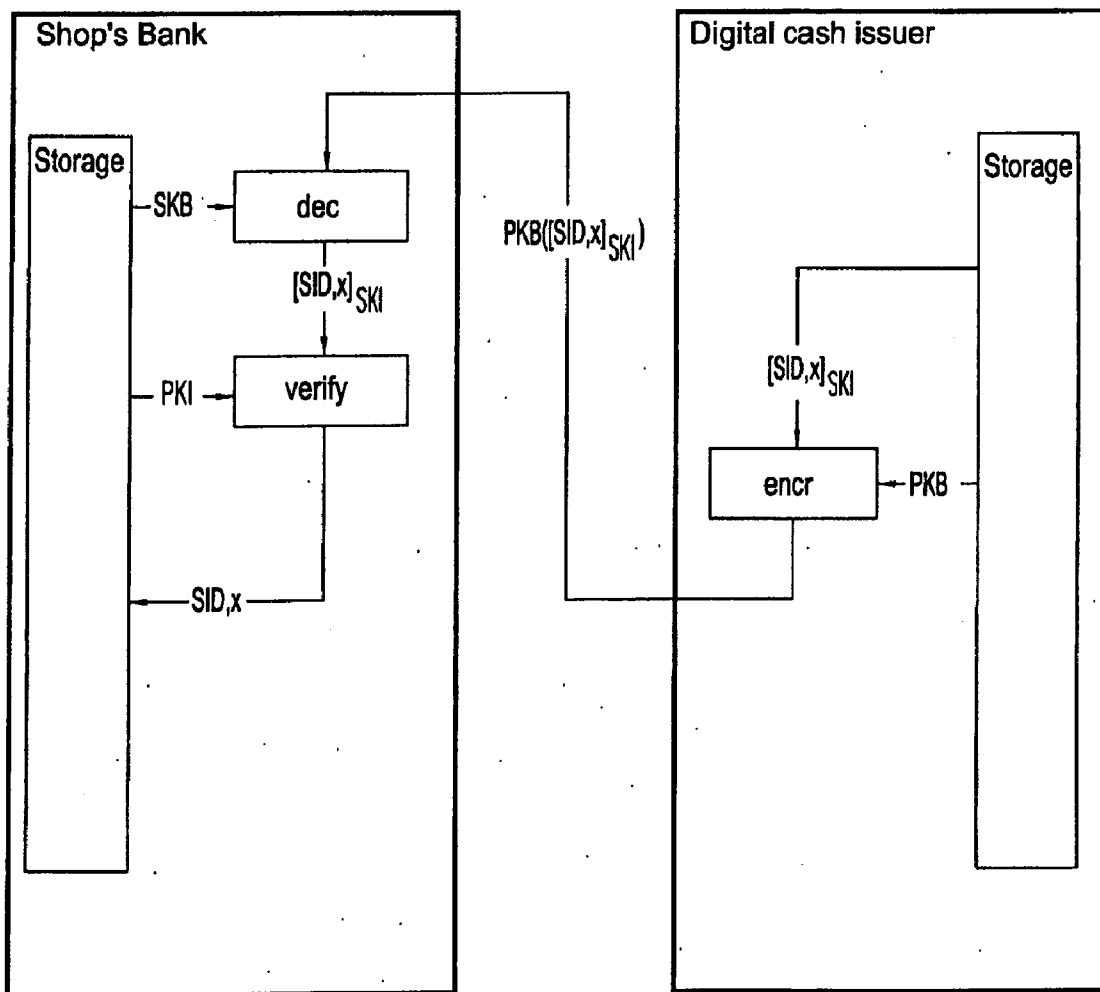 Shop's Bank
Digital cash issuer
Storage
Storage
SKB
dec
PKB([SID,x]SKI)
[SID,x]SKI
PKI
verify
[SID,x]SKI
encr
PKB
SID,x